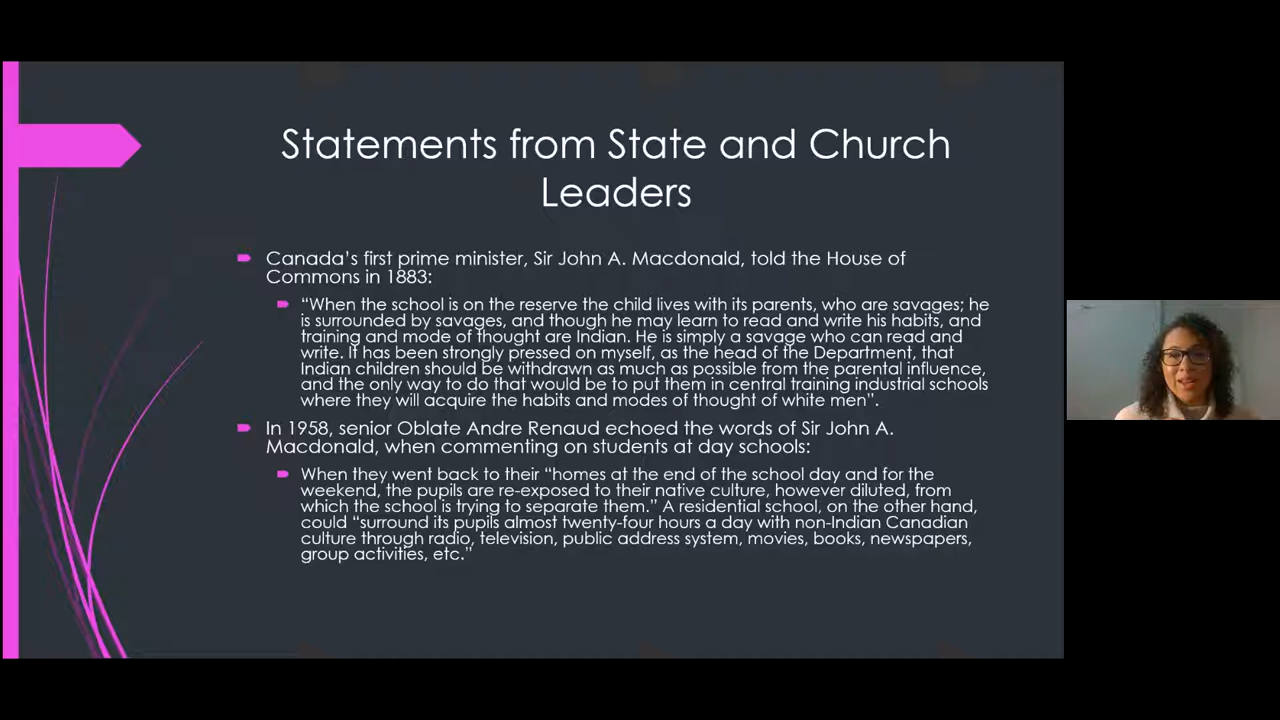 Statements from State and Church
Leaders
Canada's first prime minister, Sir John A. Macdonald, told the House of
Commons in 1883:
“When the school is on the reserve the child lives with its parents, who are savages; he
is surrounded by savages, and though he may learn to read and write his habits, and
training and mode of thought are Indian. He is simply a savage who can read and
write. It has been strongly pressed on myself, as the head of the Department, that
Indian children should be withdrawn as much as possible from the parental influence,
and the only way to do that would be to put them in central training industrial schools
where they will acquire the habits and modes of thought of white men”.
In 1958, senior Oblate Andre Renaud echoed the words of Sir John A.
Macdonald, when commenting on students at day schools:
When they went back to their “homes at the end of the school day and for the
weekend, the pupils are re-exposed to their native culture, however diluted, from
which the school is trying to separate them.” A residential school, on the other hand,
could “surround its pupils almost twenty-four hours a day with non-Indian Canadian
culture through radio, television, public address system, movies, books, newspapers,
group activities, etc.”